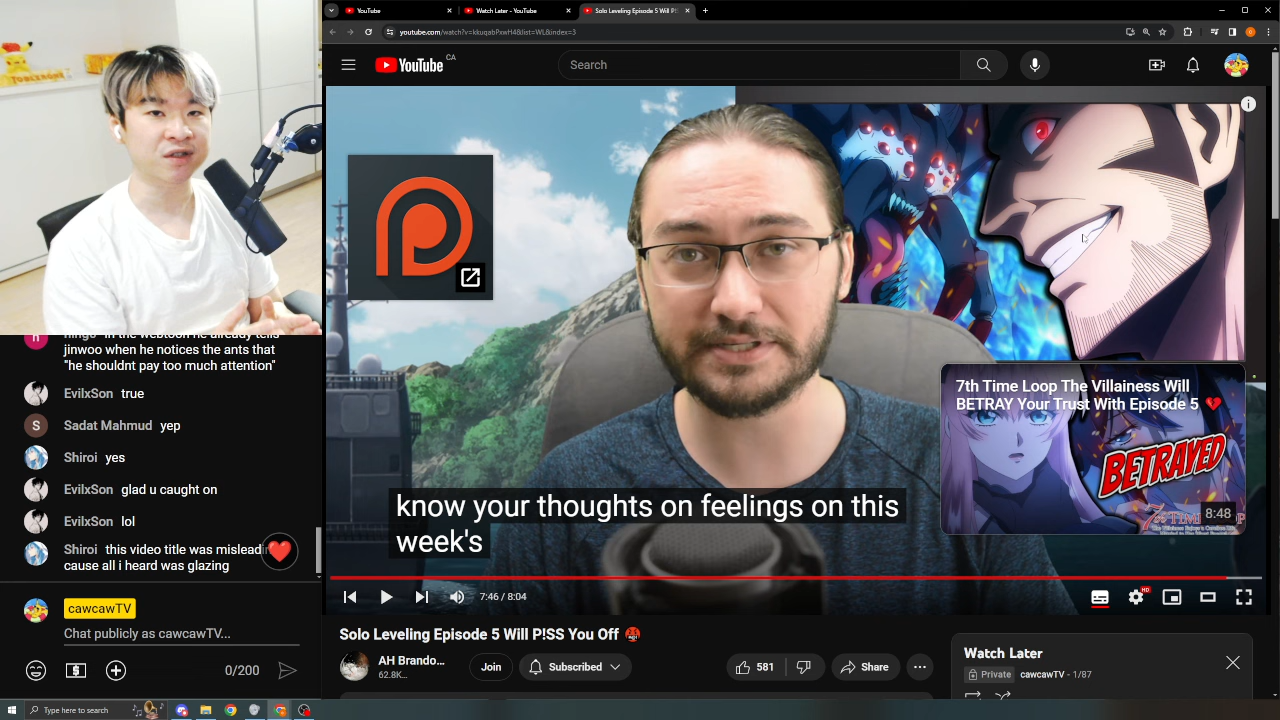 YouTube
Watch Later - YouTube
Solo Leveling Episode 5 Will P!S
youtube.com/watch?v=kkuqabPxwH4&list=WL&index=3
YouTube
CA
Search
7th Time Loop The Villainess Will
BETRAY Your Trust With Episode 5 💔
BETRAYED
8:48
know your thoughts on feelings on this
week's
7:46 / 8:04
HD
Solo Leveling Episode 5 Will P!SS You Off 🤬
AH Brando...
62.8K...
Join
Subscribed
581
Share
Watch Later
Private cawcawTV - 1/87
in the webtoon he already tells
jinwoo when he notices the ants that
"he shouldnt pay too much attention"
EvilxSon true
S
Sadat Mahmud yep
Shiroi yes
EvilxSon glad u caught on
EvilxSon lol
Shiroi this video title was mislead
cause all i heard was glazing
cawcawTV
Chat publicly as cawcawTV...
0/200
Type here to search